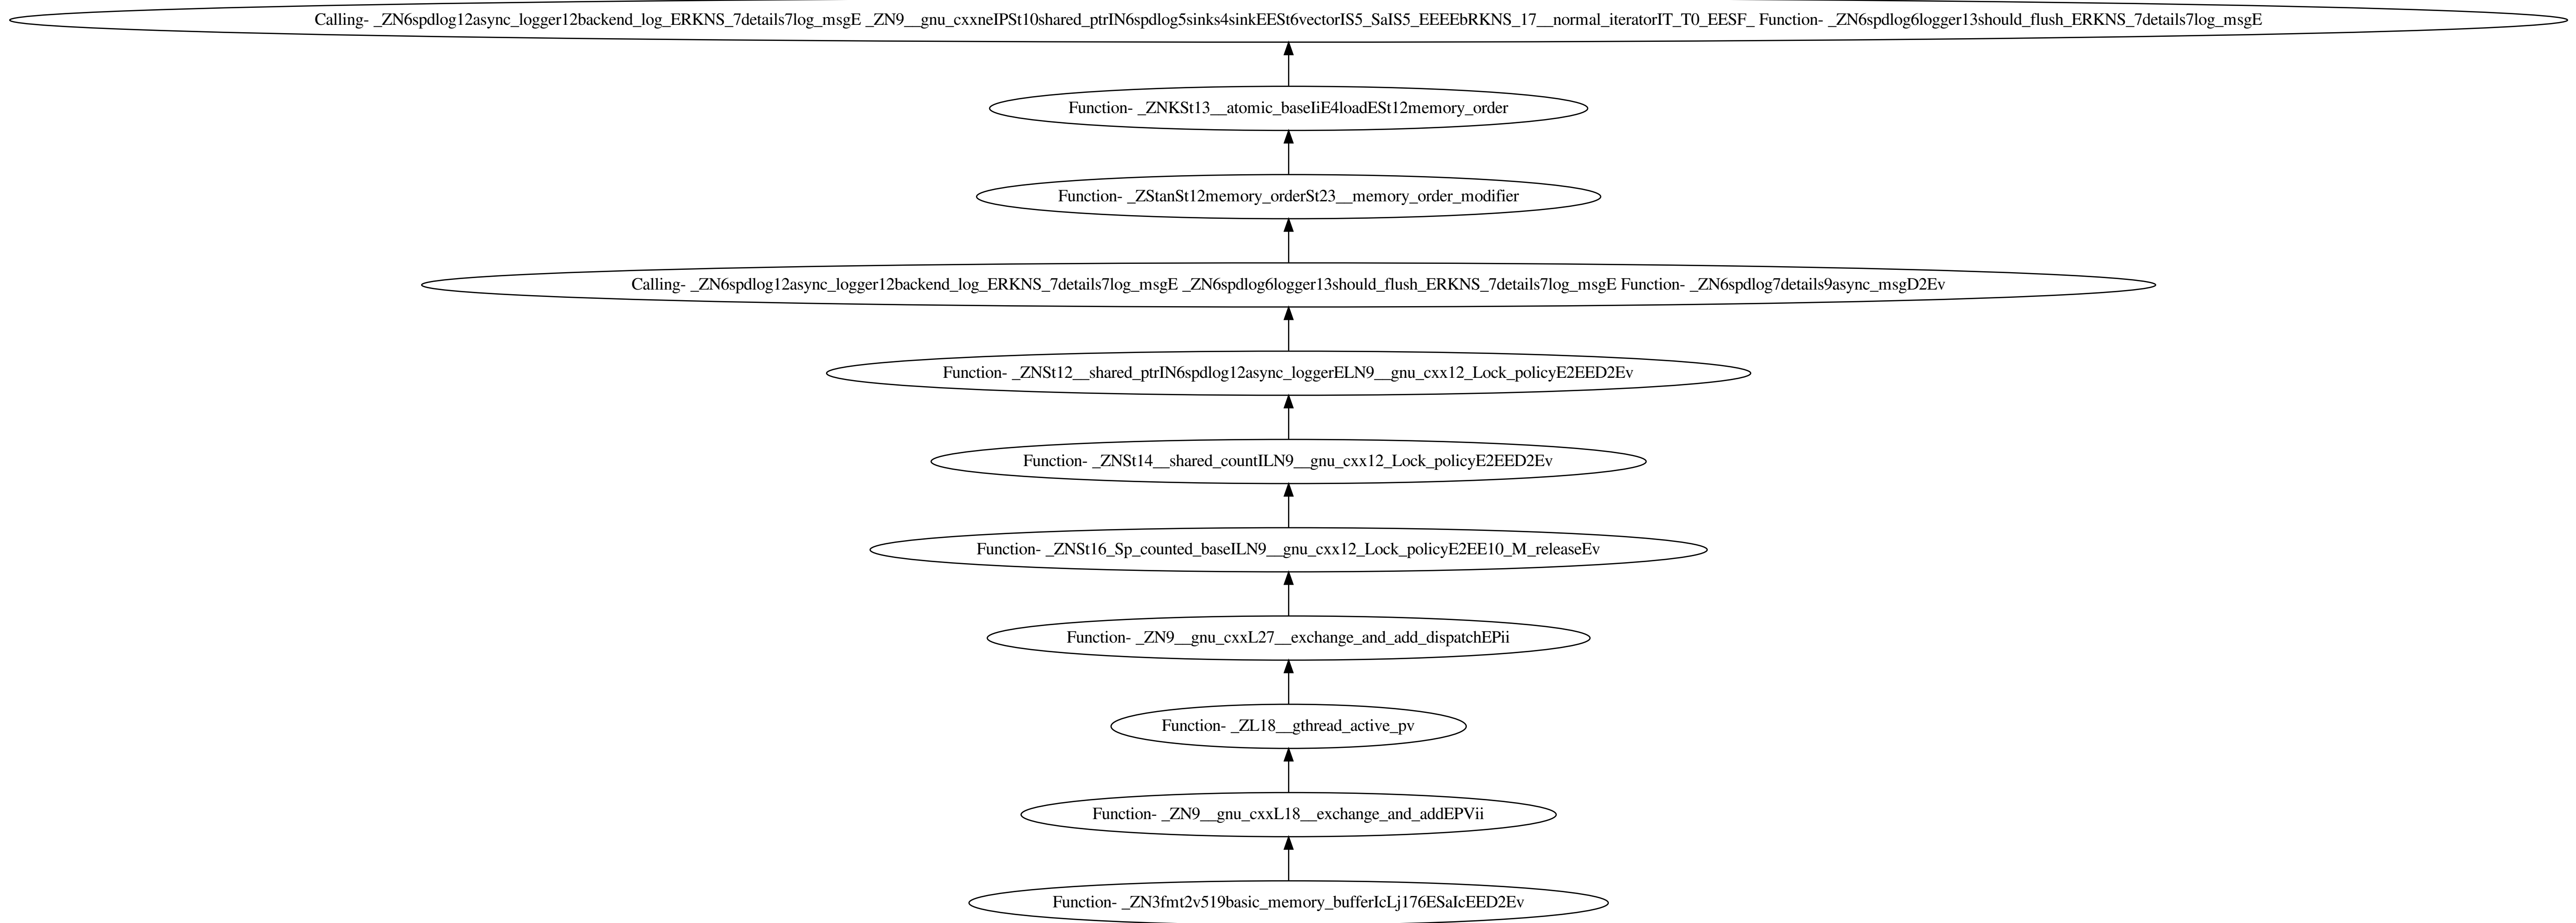 Calling- _ZN6spdlog12async_logger12backend_log_ERKNS_7details7log_msgE _ZN9__gnu_cxxneIPSt10shared_ptrIN6spdlog5sinks4sinkEESt6vectorIS5_SaIS5_EEEEbRKNS_17__normal_iteratorIT_T0_EESF_ Function- _ZN6spdlog6logger13should_flush_ERKNS_7details7log_msgE
Function- _ZNKSt13__atomic_baseIiE4loadESt12memory_order
Function- _ZStanSt12memory_orderSt23__memory_order_modifier
Calling- _ZN6spdlog12async_logger12backend_log_ERKNS_7details7log_msgE _ZN6spdlog6logger13should_flush_ERKNS_7details7log_msgE Function- _ZN6spdlog7details9async_msgD2Ev
Function- _ZNSt12__shared_ptrIN6spdlog12async_loggerELN9__gnu_cxx12_Lock_policyE2EED2Ev
Function- _ZNSt14__shared_countILN9__gnu_cxx12_Lock_policyE2EED2Ev
Function- _ZNSt16_Sp_counted_baseILN9__gnu_cxx12_Lock_policyE2EE10_M_releaseEv
Function- _ZN9__gnu_cxxL27__exchange_and_add_dispatchEPii
Function- _ZL18__gthread_active_pv
Function- _ZN9__gnu_cxxL18__exchange_and_addEPVii
Function- _ZN3fmt2v519basic_memory_bufferIcLj176ESaIcEED2Ev